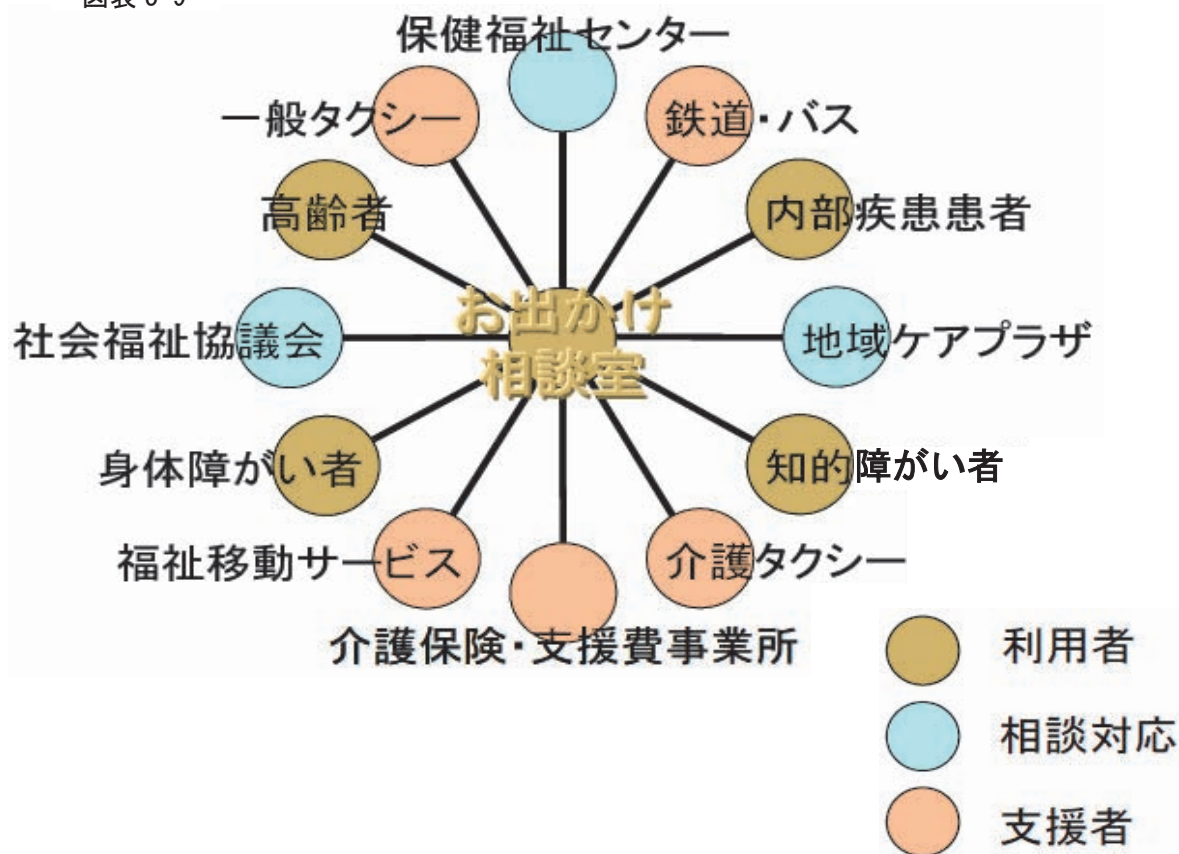 保健福祉センター
一般タクシー
鉄道・バス
高齢者
内部疾患患者
お出かけ
相談室
社会福祉協議会
地域ケアプラザ
身体障がい者
知的障がい者
福祉移動サービス
介護タクシー
介護保険・支援費事業所
利用者
相談対応
支援者